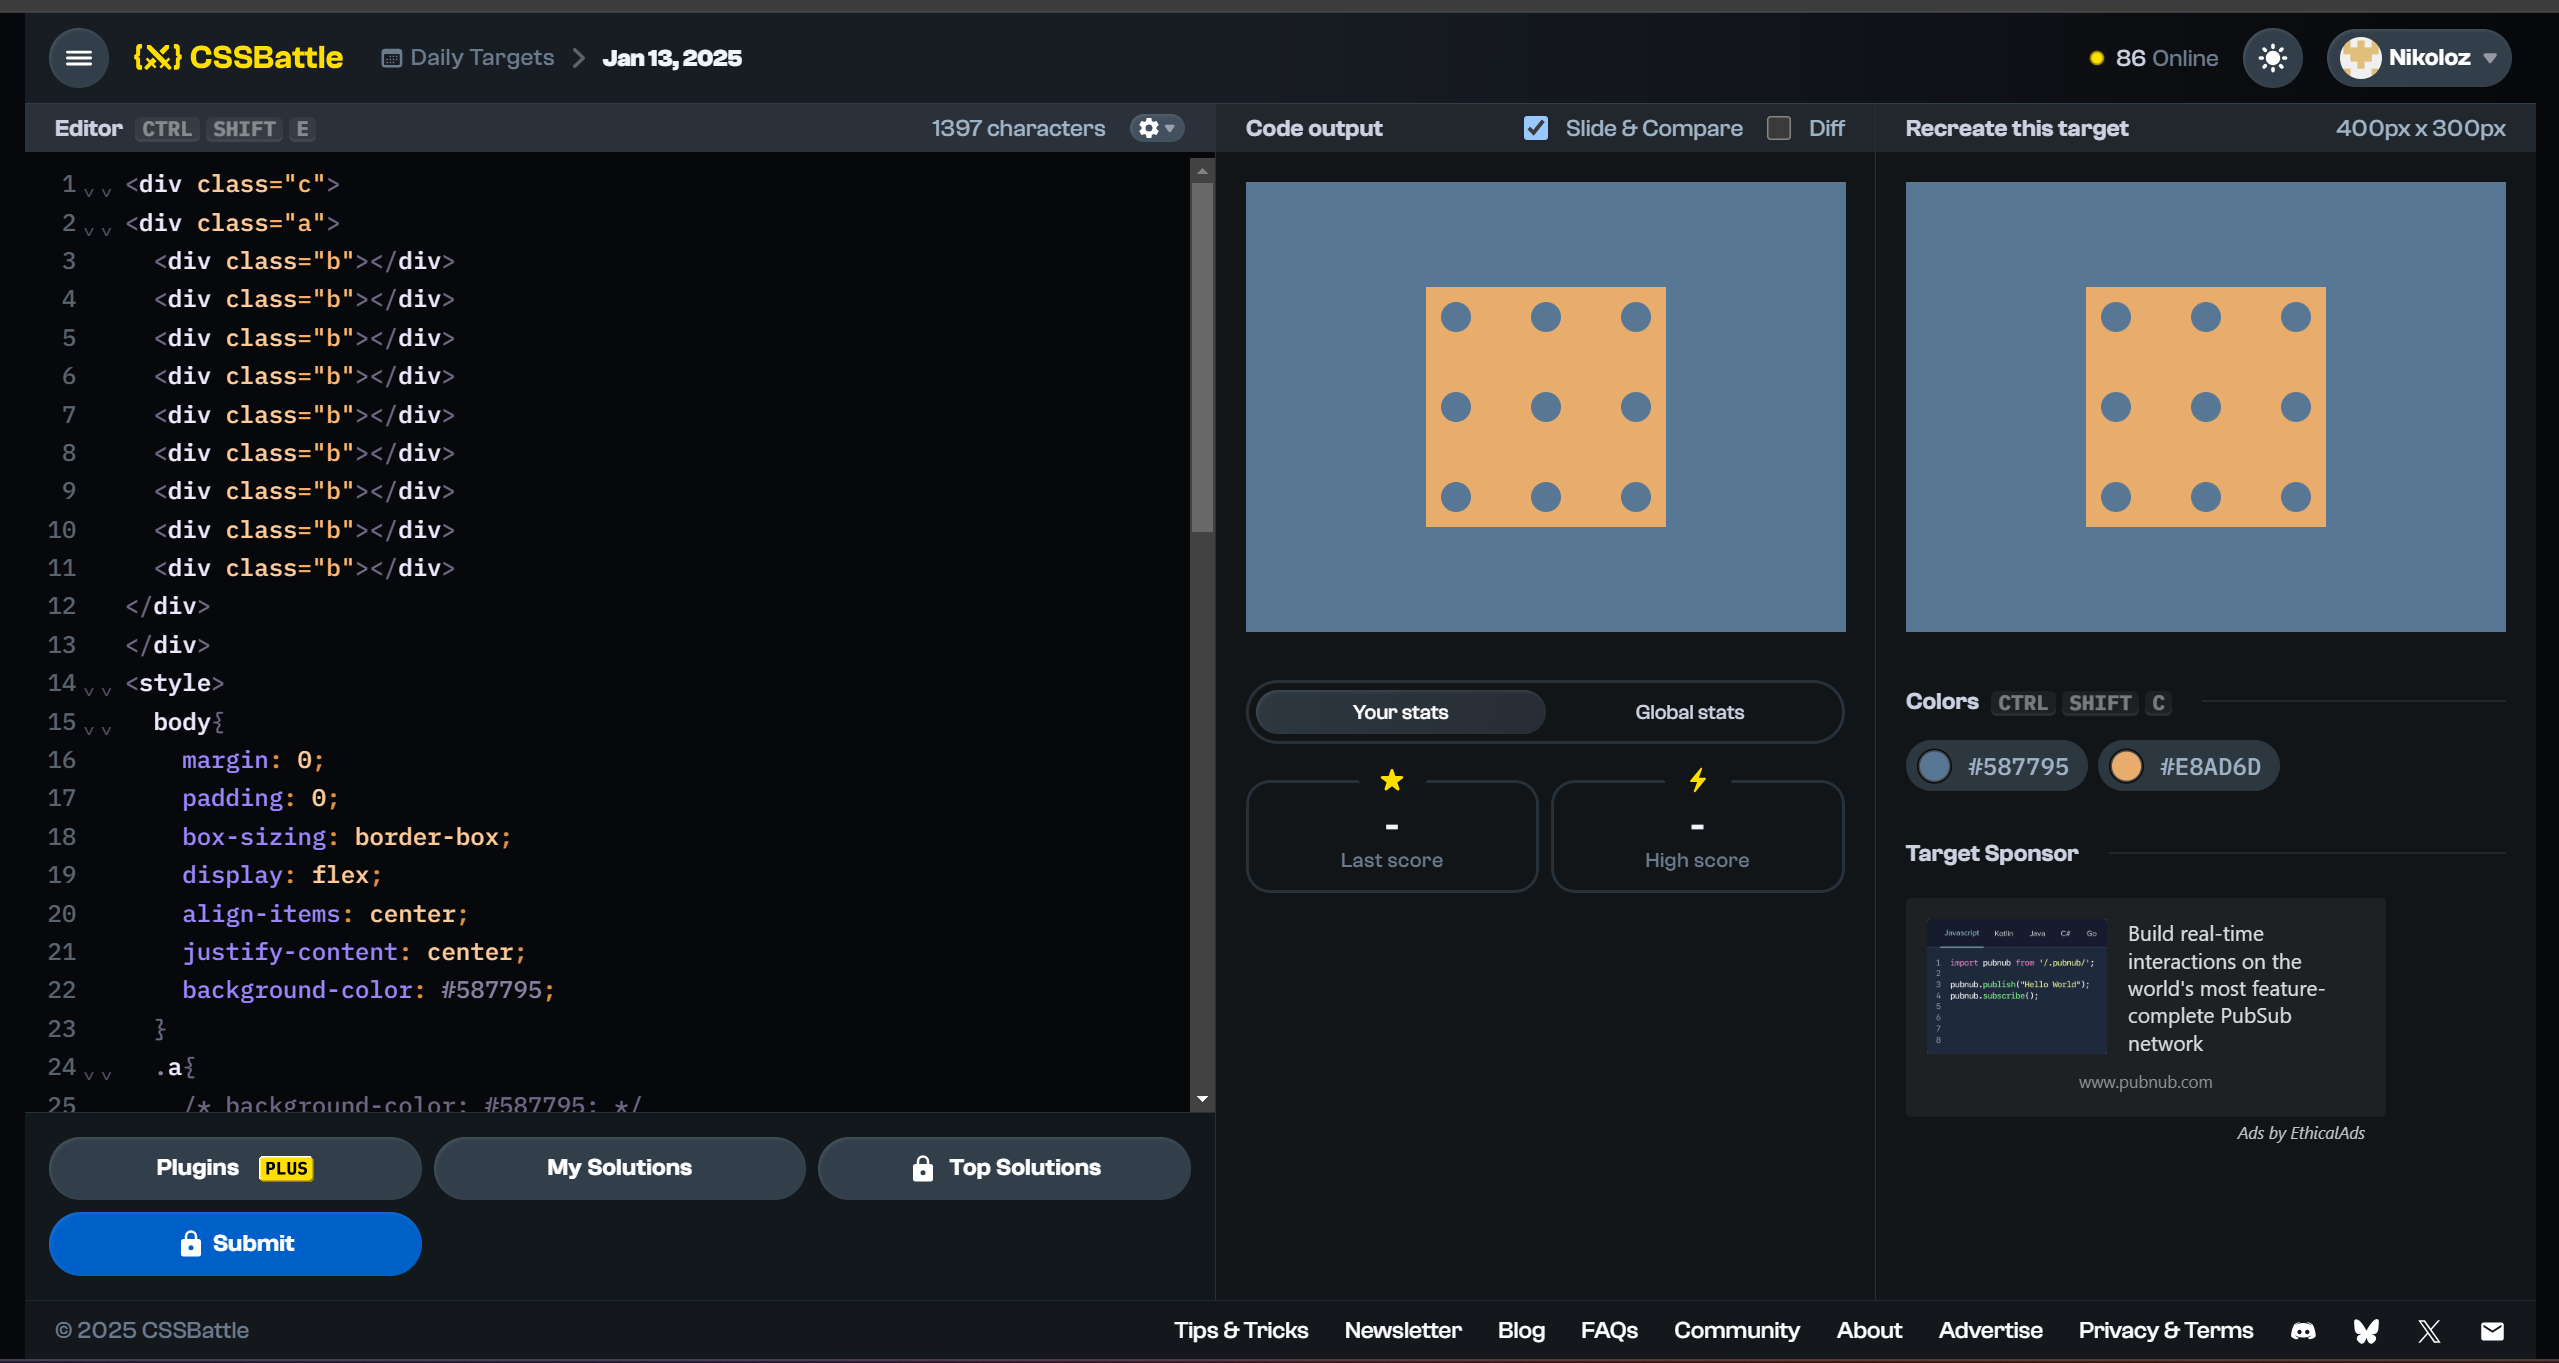 {X} CSSBattle
Daily Targets
Jan 13, 2025
86 Online
Nikoloz
Editor CTRL SHIFT E
1397 characters
1 <div class="c">
2 <div class="a">
3 <div class="b"></div>
4 <div class="b"></div>
5 <div class="b"></div>
6 <div class="b"></div>
7 <div class="b"></div>
8 <div class="b"></div>
9 <div class="b"></div>
10 <div class="b"></div>
11 <div class="b"></div>
12 </div>
13 </div>
14 <style>
15 body{
16 margin: 0;
17 padding: 0;
18 box-sizing: border-box;
19 display: flex;
20 align-items: center;
21 justify-content: center;
22 background-color: #587795;
23 }
24 .a{
25 /* background-color: #587795; */
Plugins PLUS
My Solutions
Top Solutions
Submit
Code output
Slide & Compare
Diff
Your stats
Global stats
-
Last score
-
High score
Recreate this target
400px x 300px
Colors CTRL SHIFT C
#587795
#E8AD6D
Target Sponsor
Javascript Kotlin Java C# Go
1 import pubnub from './.pubnub/';
2
3 pubnub.publish("Hello World");
4 pubnub.subscribe();
5
6
7
8
Build real-time
interactions on the
world's most feature-
complete PubSub
network
www.pubnub.com
Ads by EthicalAds
© 2025 CSSBattle
Tips & Tricks
Newsletter
Blog
FAQs
Community
About
Advertise
Privacy & Terms